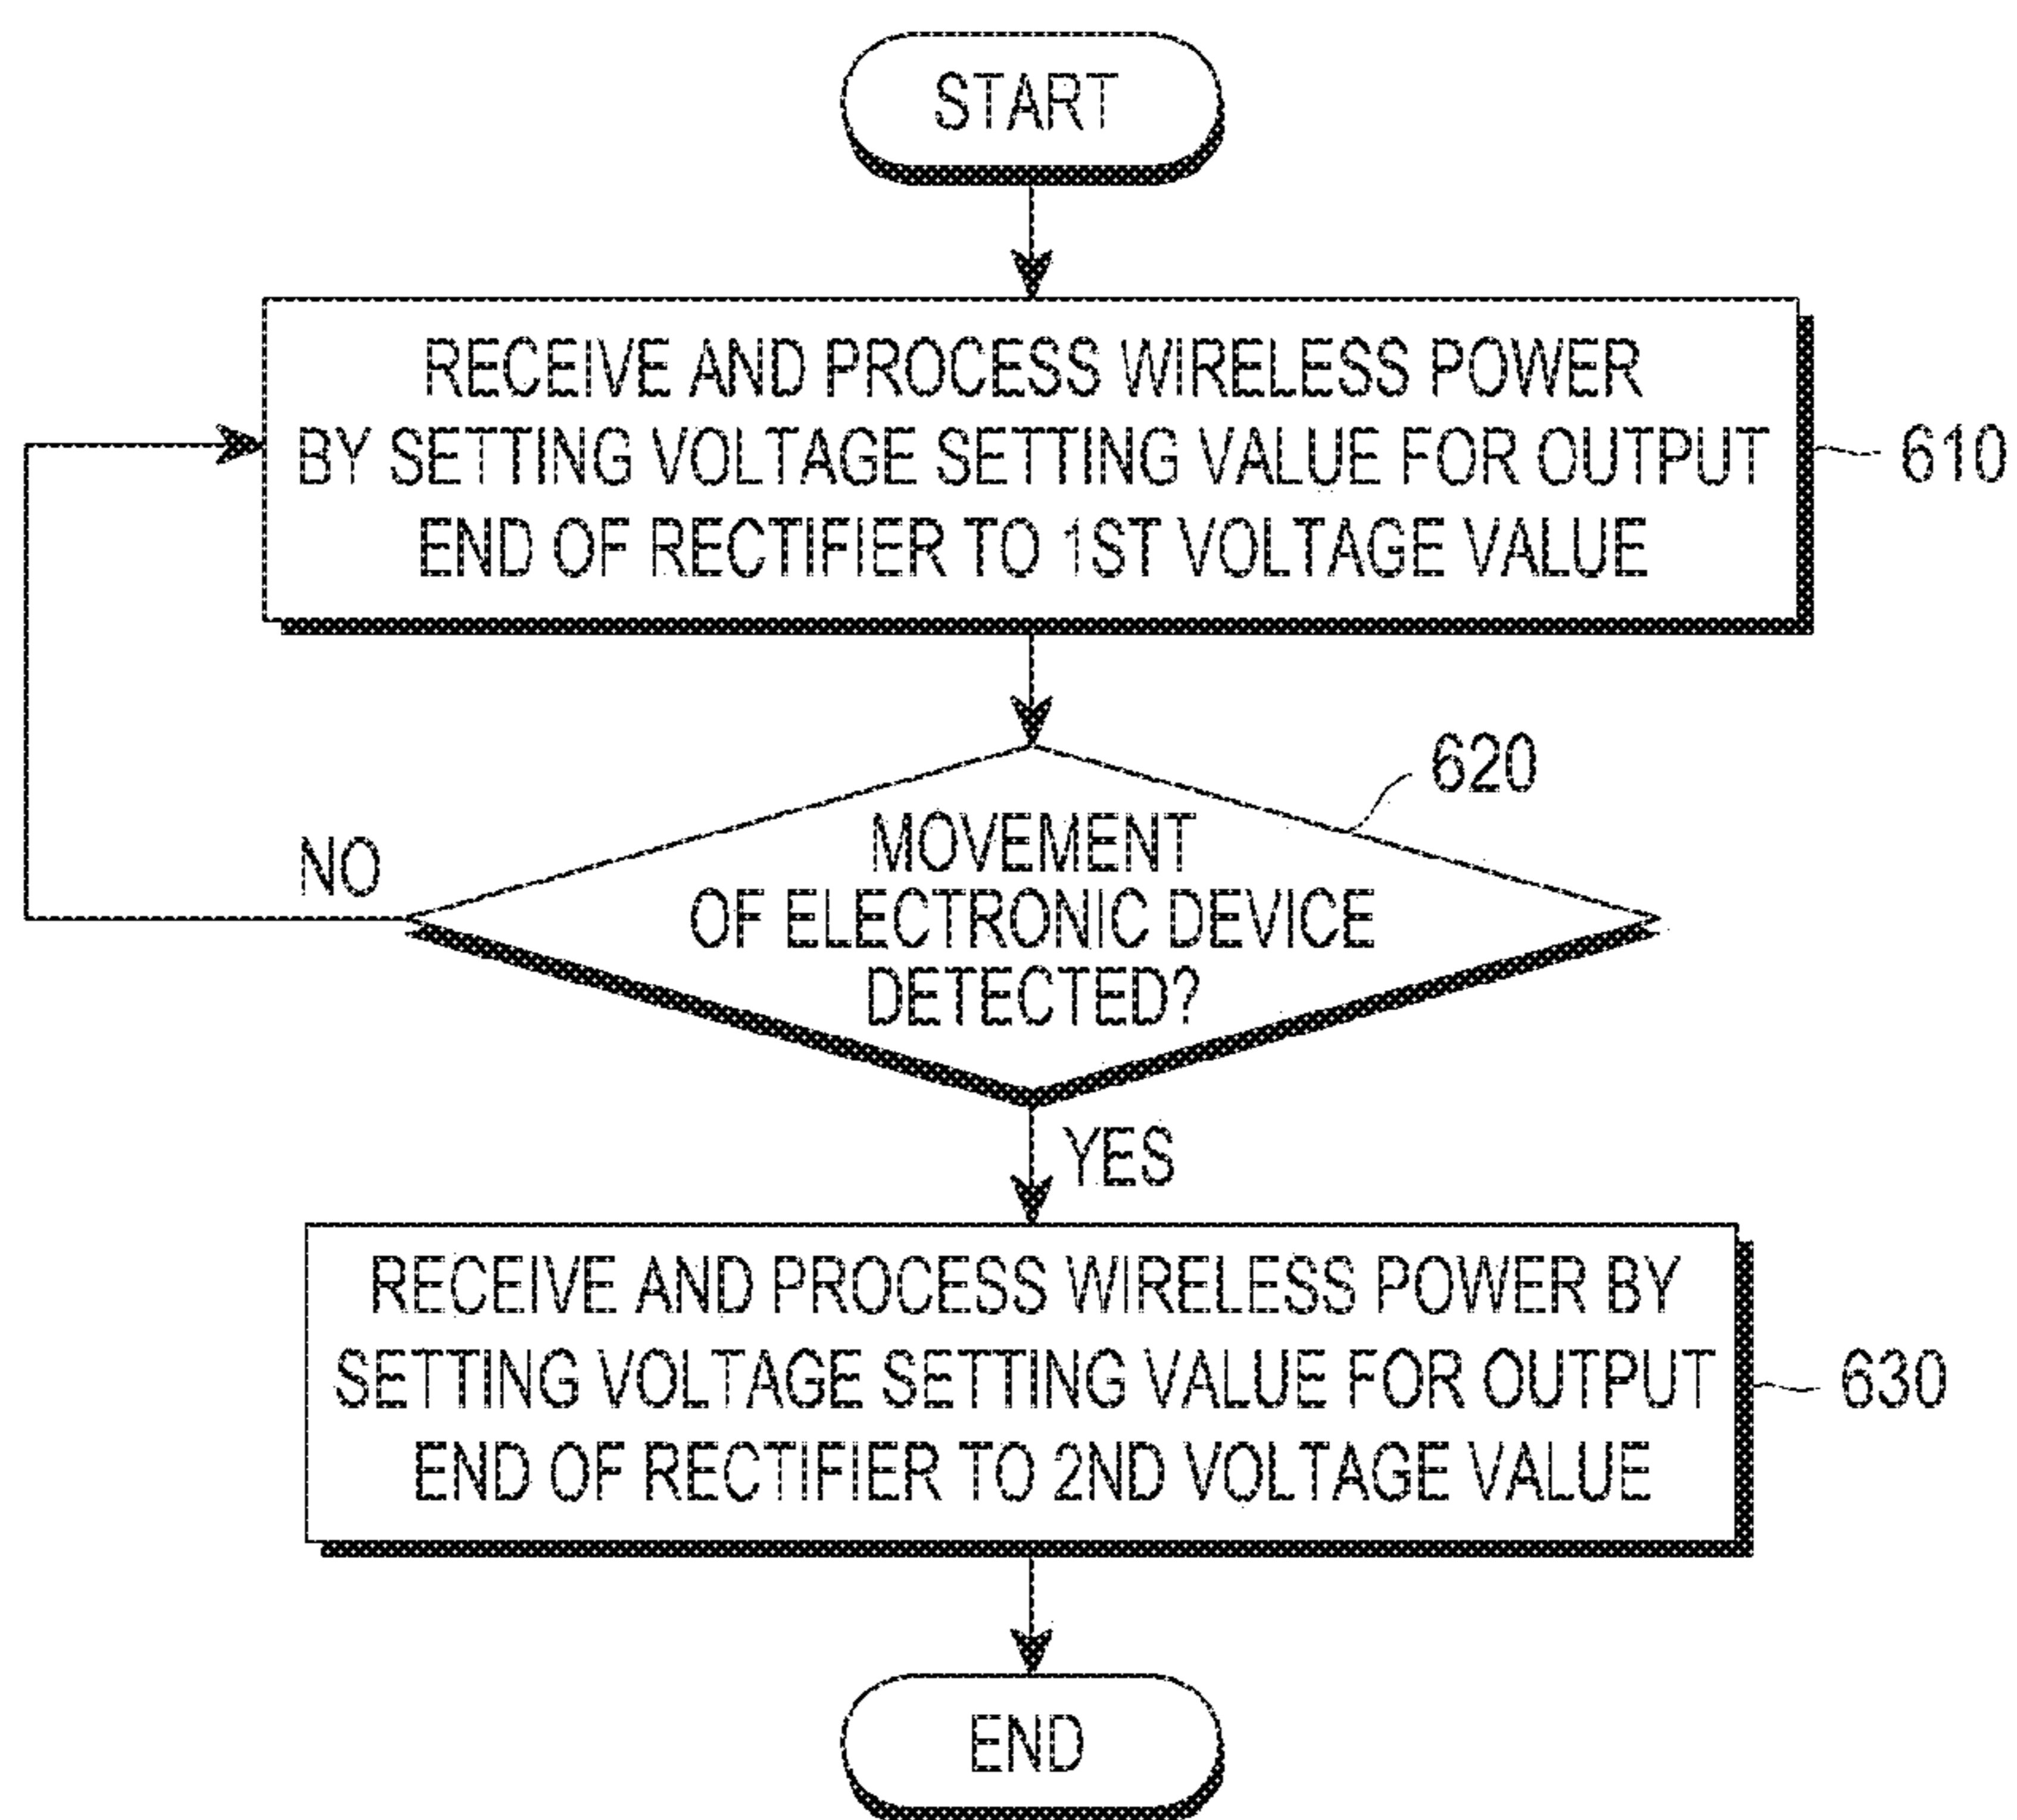 START
RECEIVE AND PROCESS WIRELESS POWER
BY SETTING VOLTAGE SETTING VALUE FOR OUTPUT
END OF RECTIFIER TO 1ST VOLTAGE VALUE
610
620
MOVEMENT
OF ELECTRONIC DEVICE
DETECTED?
NO
YES
RECEIVE AND PROCESS WIRELESS POWER BY
SETTING VOLTAGE SETTING VALUE FOR OUTPUT
END OF RECTIFIER TO 2ND VOLTAGE VALUE
630
END